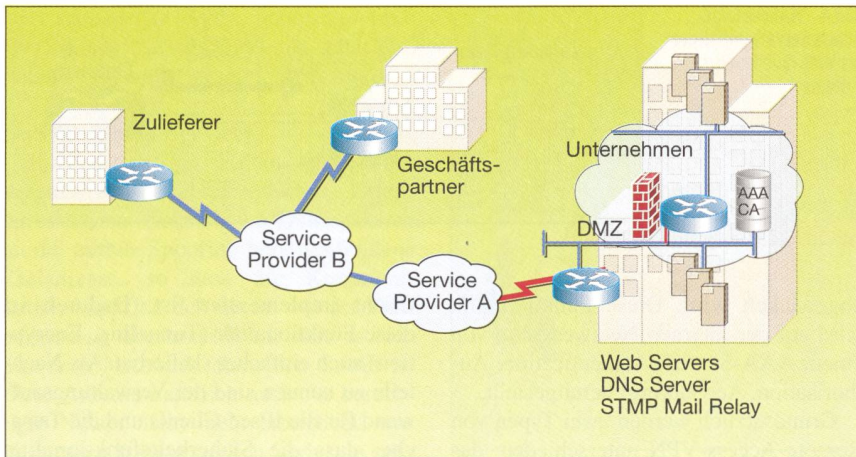 Zulieferer
Geschäfts-
partner
Unternehmen
AAA
CA
DMZ
Service
Provider B
Service
Provider A
Web Servers
DNS Server
STMP Mail Relay